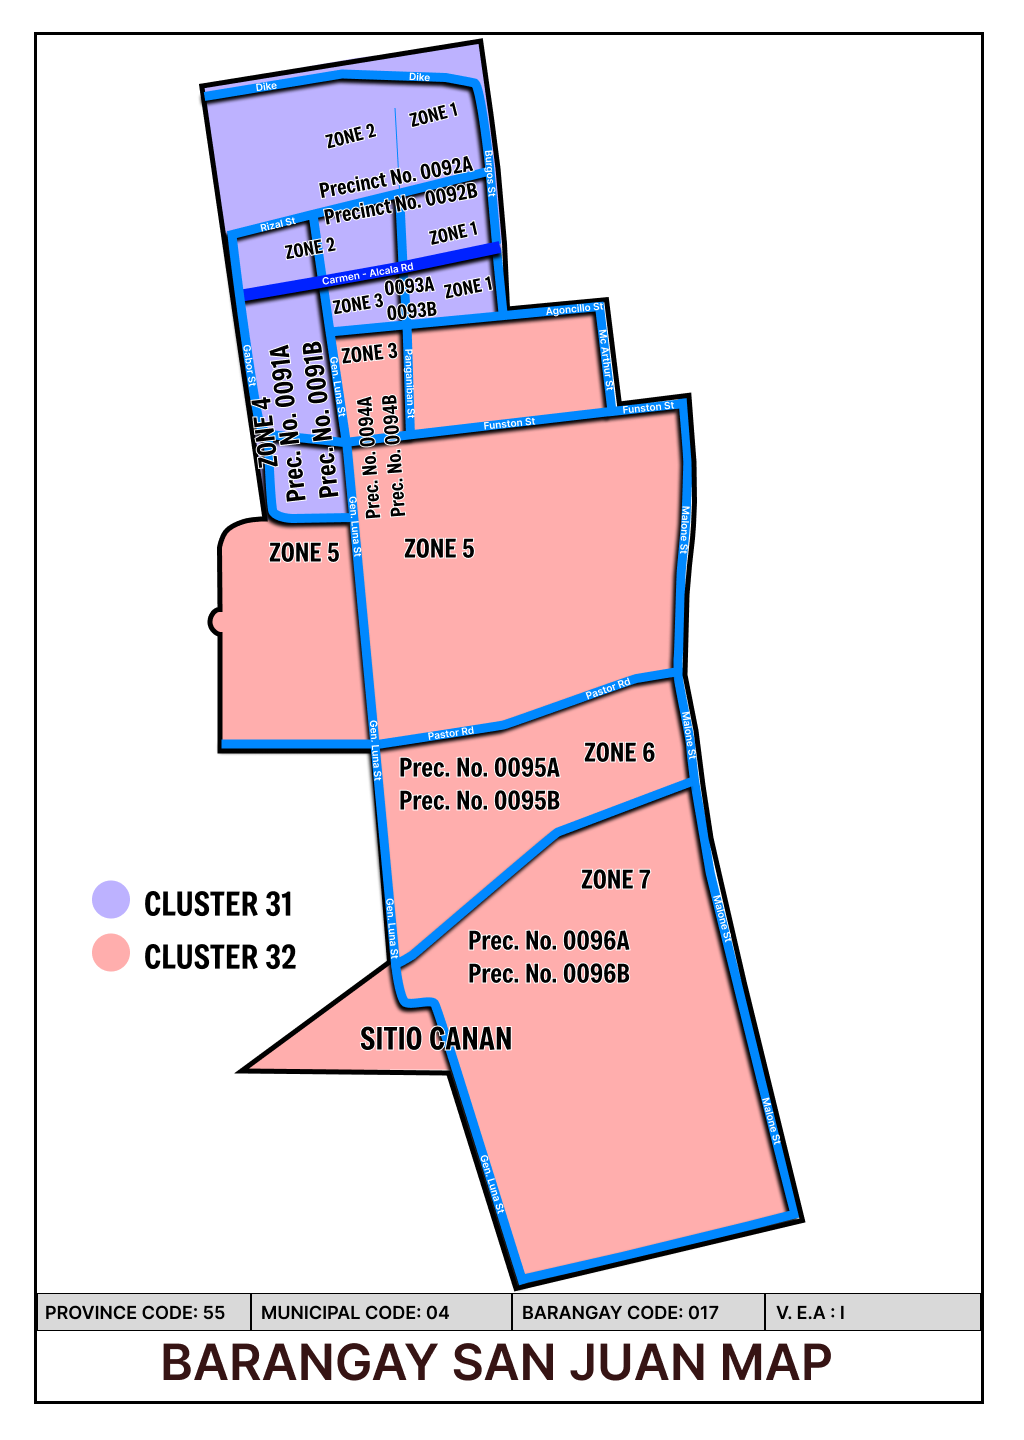 Dike
Dike
ZONE 1
ZONE 2
Burgos St
Precinct No. 0092A
Precinct No. 0092B
Rizal St
ZONE 2
ZONE 1
Carmen - Alcala Rd
0093A
ZONE 1
ZONE 3
0093B
Agoncillo St
Gabor St
Prec. No. 0091A
Prec. No. 0091B
ZONE 4
Gen. Luna St
ZONE 3
Panganiban St
Mc Arthur St
Prec. No. 0094A
Prec. No. 0094B
Funston St
Funston St
Gen. Luna St
ZONE 5
ZONE 5
Malone St
Pastor Rd
Pastor Rd
Gen. Luna St
Malone St
ZONE 6
Prec. No. 0095A
Prec. No. 0095B
ZONE 7
CLUSTER 31
CLUSTER 32
Gen. Luna St
Malone St
Prec. No. 0096A
Prec. No. 0096B
SITIO CANAN
Malone St
Gen. Luna St
PROVINCE CODE: 55
MUNICIPAL CODE: 04
BARANGAY CODE: 017
V. E.A : I
BARANGAY SAN JUAN MAP